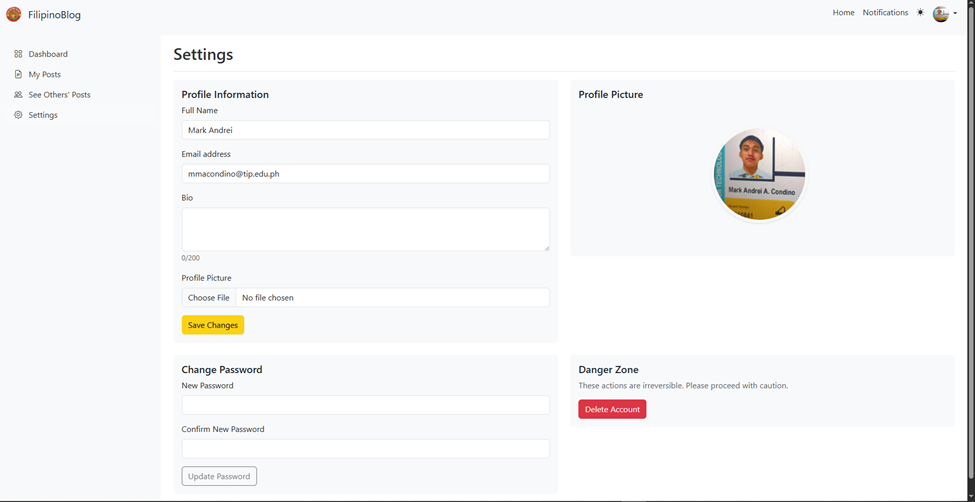 FilipinoBlog
Home
Notifications
Dashboard
My Posts
See Others' Posts
Settings
Settings
Profile Information
Full Name
Mark Andrei
Email address
mmacondino@tip.edu.ph
Bio
0/200
Profile Picture
Choose File No file chosen
Save Changes
Profile Picture
TECHNOLOGY
Mark Andrei A. Condino
Change Password
New Password
Confirm New Password
Update Password
Danger Zone
These actions are irreversible. Please proceed with caution.
Delete Account